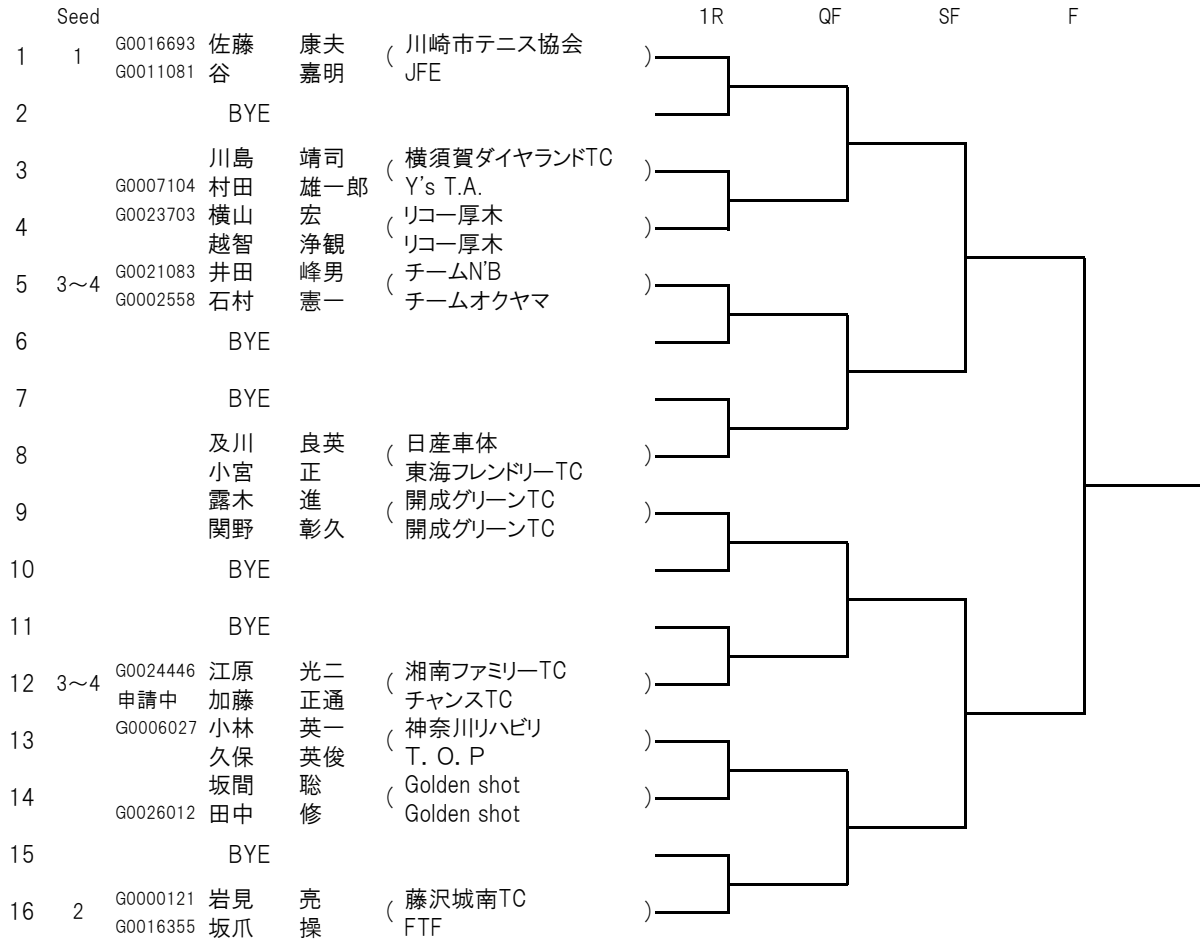 Seed 1R QF SF F
G0016693 佐藤 康夫 ( 川崎市テニス協会 )
1 1
G0011081 谷 嘉明 JFE
2 BYE
川島 靖司 ( 横須賀ダイヤランドTC )
3
G0007104 村田 雄一郎 Y's T.A.
G0023703 横山 宏 ( リコー厚木 )
4
越智 浄観 リコー厚木
G0021083 井田 峰男 ( チームN'B )
5 3～4
G0002558 石村 憲一 チームオクヤマ
6 BYE
7 BYE
及川 良英 ( 日産車体 )
8
小宮 正 東海フレンドリーTC
露木 進 ( 開成グリーンTC )
9
関野 彰久 開成グリーンTC
10 BYE
11 BYE
G0024446 江原 光二 ( 湘南ファミリーTC )
12 3～4
申請中 加藤 正通 チャンスTC
G0006027 小林 英一 ( 神奈川リハビリ )
13
久保 英俊 T．O．P
坂間 聡 ( Golden shot )
14
G0026012 田中 修 Golden shot
15 BYE
G0000121 岩見 亮 ( 藤沢城南TC )
16 2
G0016355 坂爪 操 FTF